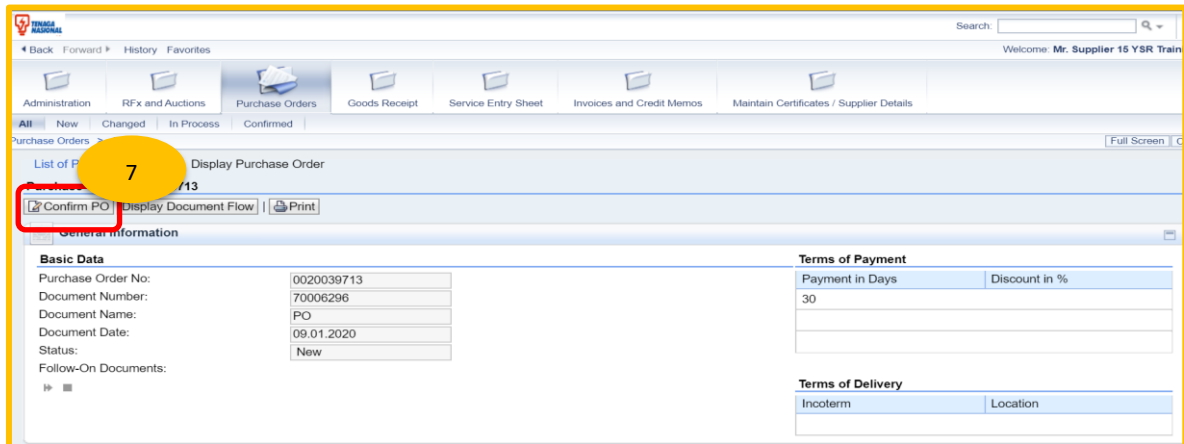 TENAGA
NASIONAL
Search:
Back Forward History Favorites
Welcome: Mr. Supplier 15 YSR Train
Administration RFx and Auctions Purchase Orders Goods Receipt Service Entry Sheet Invoices and Credit Memos Maintain Certificates / Supplier Details
All New Changed In Process Confirmed
Purchase Orders > Full Screen
List of P 7 Display Purchase Order
Purchase 713
Confirm PO Display Document Flow | Print
General Information
Basic Data Terms of Payment
Purchase Order No: 0020039713 Payment in Days Discount in %
Document Number: 70006296 30
Document Name: PO
Document Date: 09.01.2020
Status: New
Follow-On Documents:
Terms of Delivery
Incoterm Location